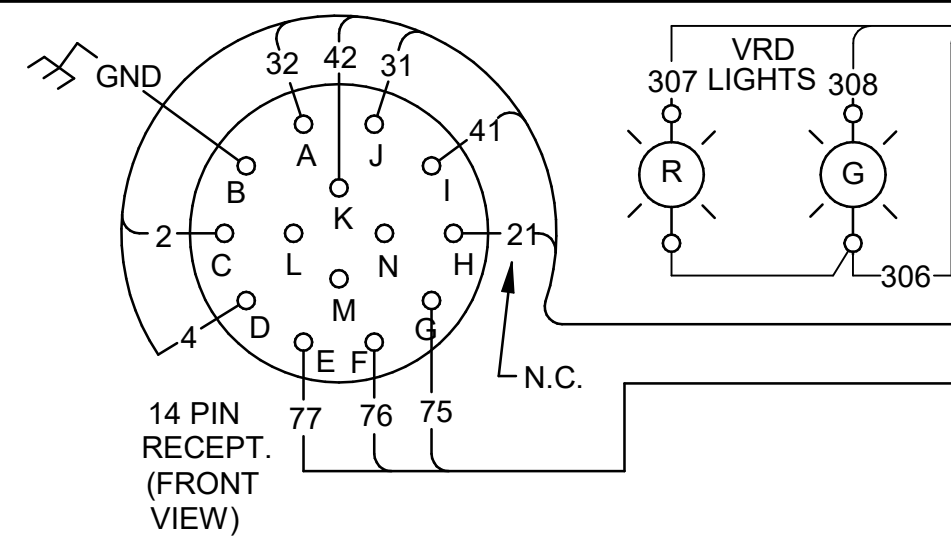 GND
32
42
31
41
21
2
4
A
J
B
I
K
C
L
N
H
M
D
G
E
F
77
76
75
N.C.
14 PIN
RECEPT.
(FRONT
VIEW)
VRD
LIGHTS
307
308
R
G
306